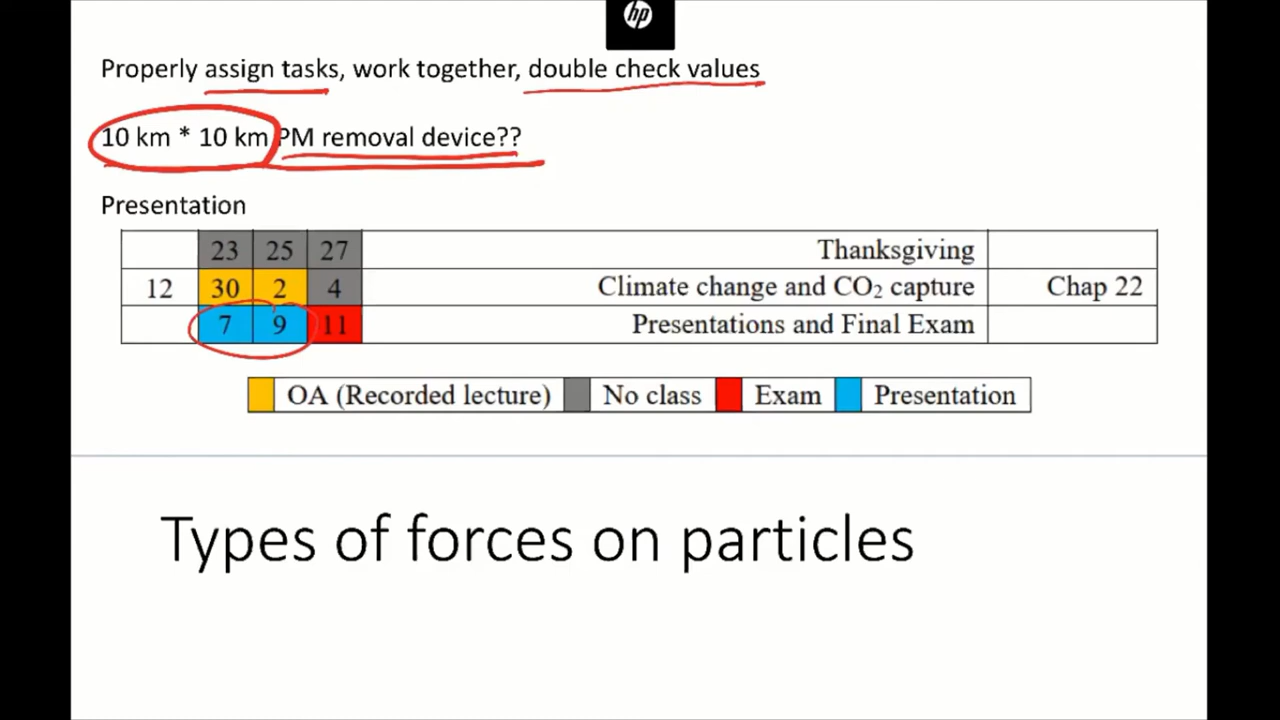 hp
Properly assign tasks, work together, double check values
10 km * 10 km PM removal device??
Presentation
23 25 27 Thanksgiving
12 30 2 4 Climate change and CO₂ capture Chap 22
7 9 11 Presentations and Final Exam
OA (Recorded lecture) No class Exam Presentation
Types of forces on particles